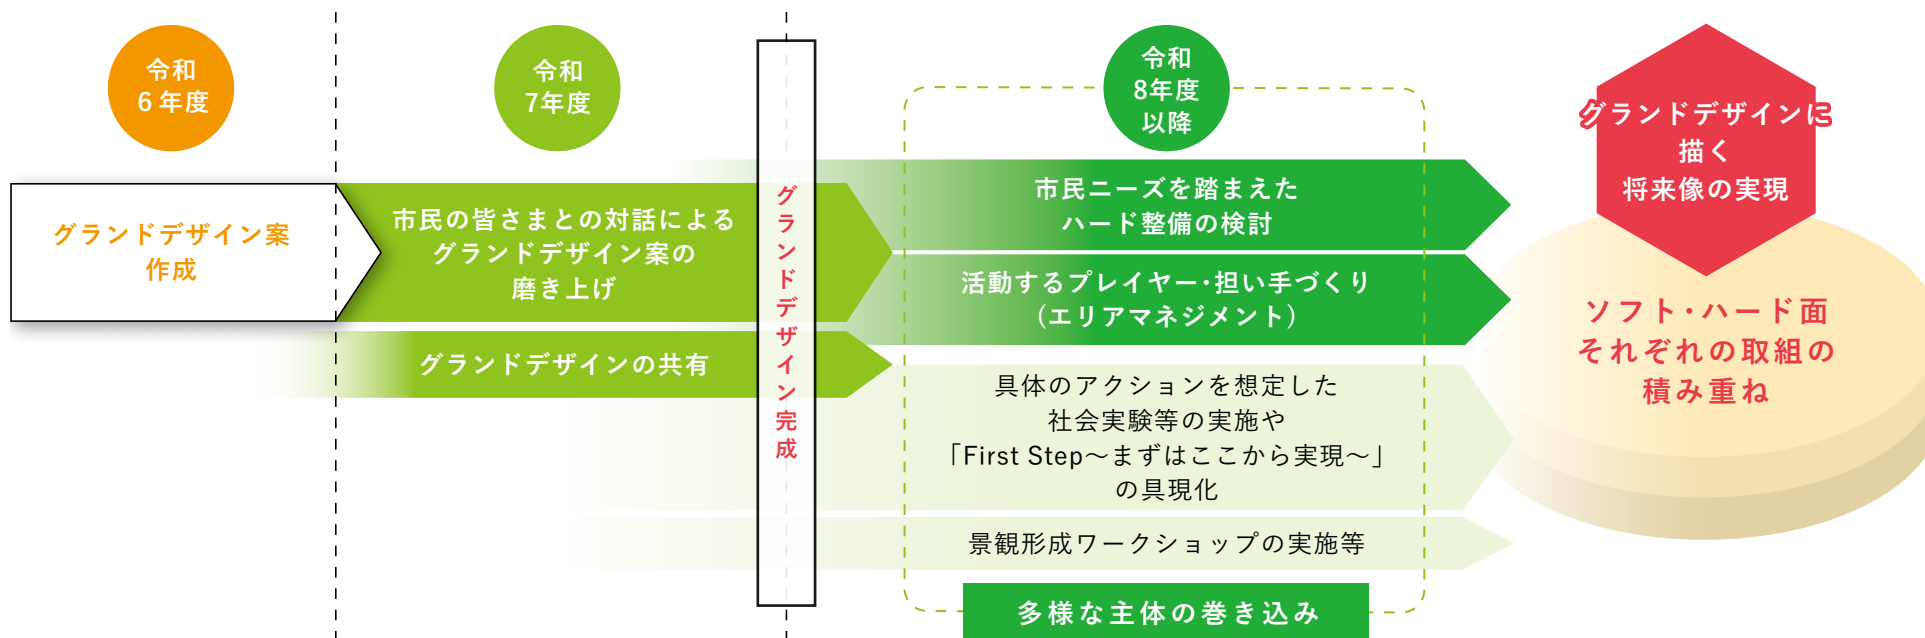 令和
6年度
令和
7年度
令和
8年度
以降
グランドデザイン案
作成
市民の皆さまとの対話による
グランドデザイン案の
磨き上げ
グランドデザインの共有
グランドデザイン完成
市民ニーズを踏まえた
ハード整備の検討
活動するプレイヤー・担い手づくり
(エリアマネジメント)
具体のアクションを想定した
社会実験等の実施や
「First Step〜まずはここから実現〜」
の具現化
景観形成ワークショップの実施等
多様な主体の巻き込み
グランドデザインに
描く
将来像の実現
ソフト・ハード面
それぞれの取組の
積み重ね